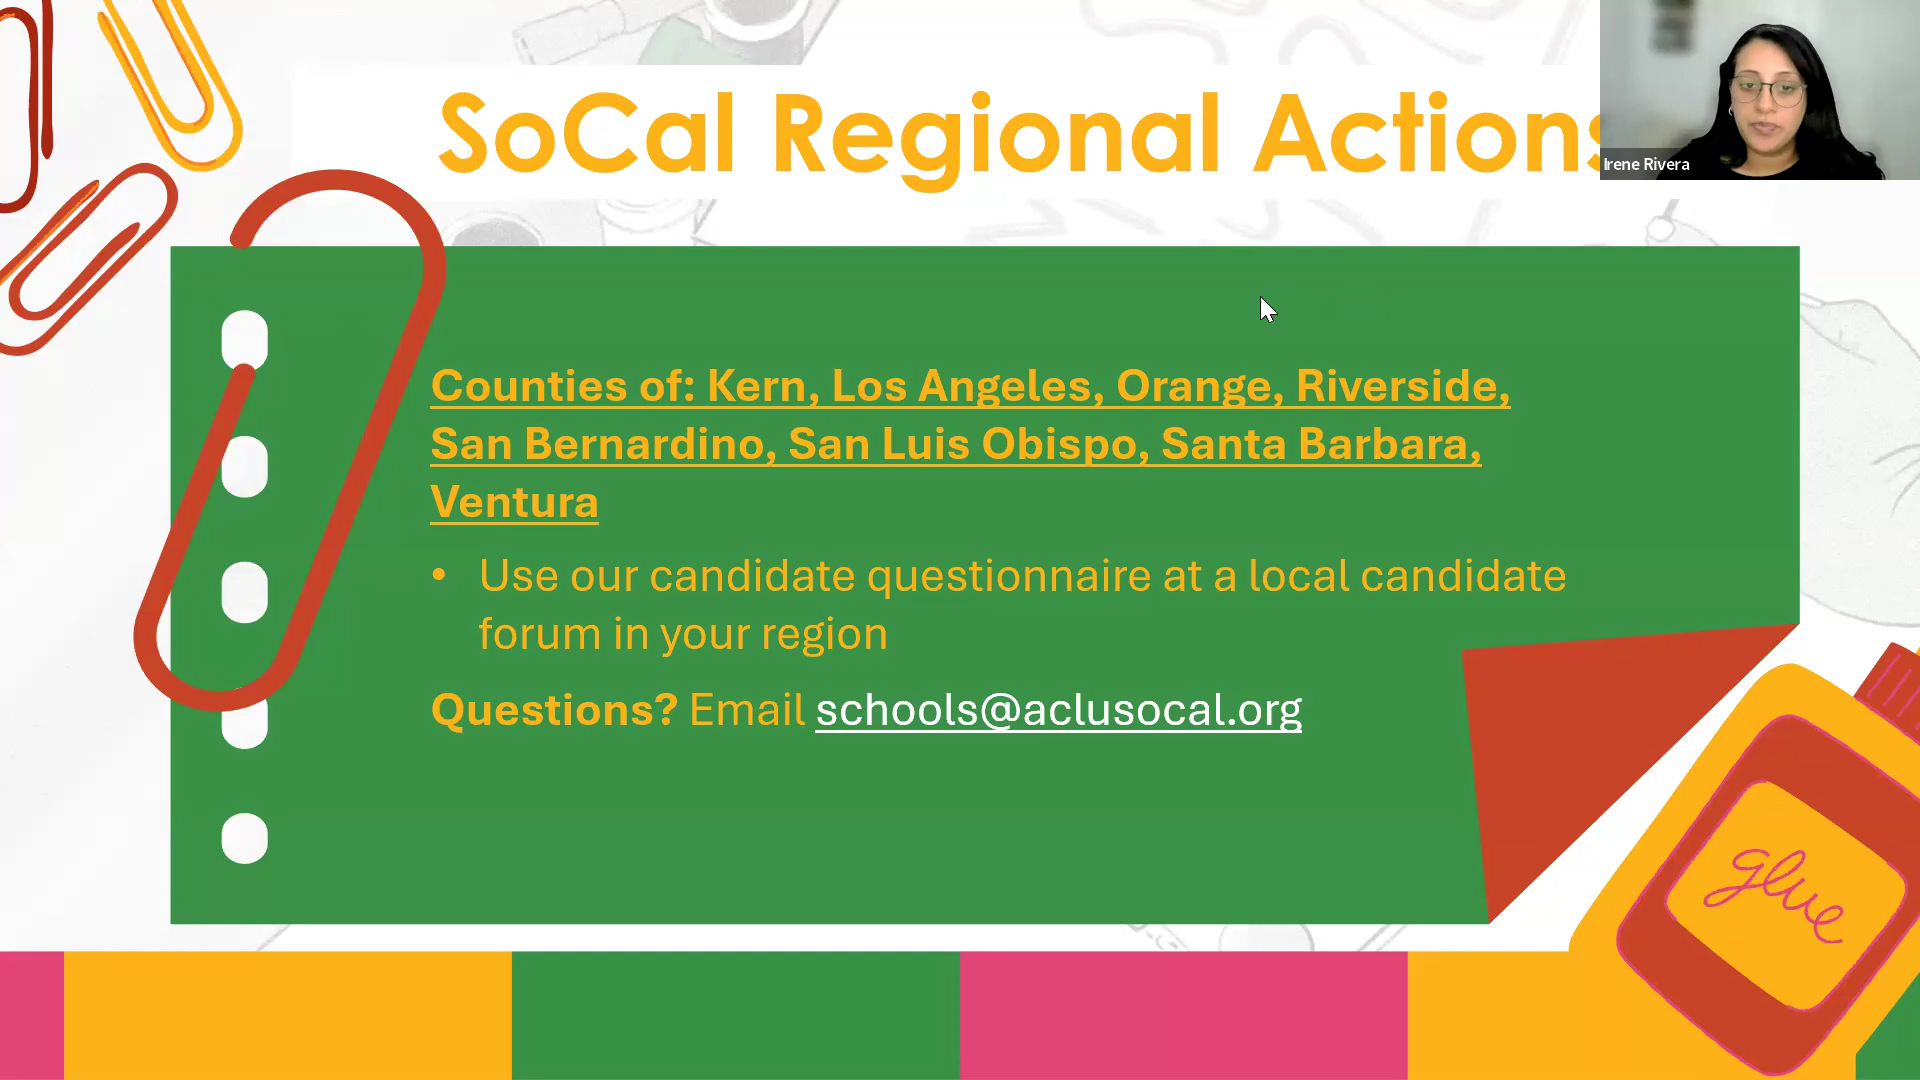 SoCal Regional Actions
Irene Rivera
Counties of: Kern, Los Angeles, Orange, Riverside,
San Bernardino, San Luis Obispo, Santa Barbara,
Ventura
• Use our candidate questionnaire at a local candidate
forum in your region
Questions? Email schools@aclusocal.org
glue